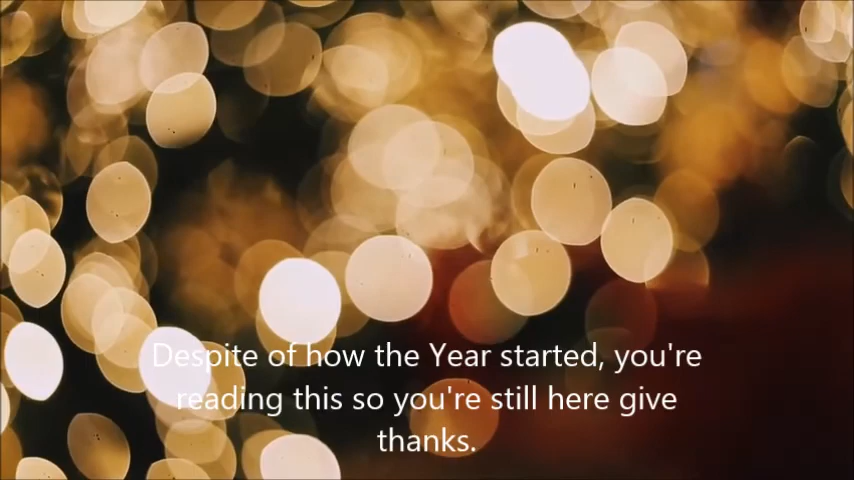 Despite of how the Year started, you're
reading this so you're still here give
thanks.